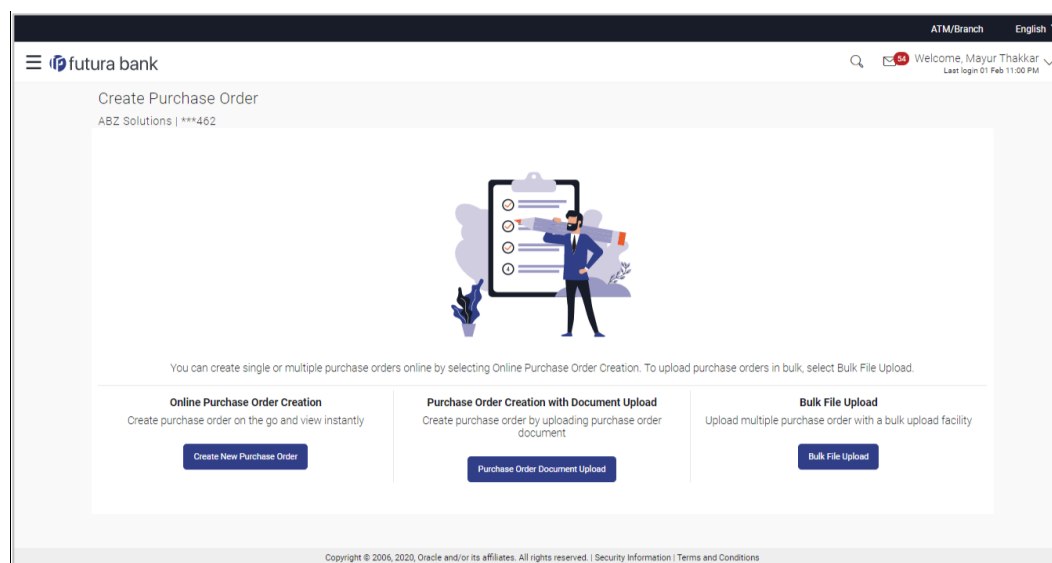 ATM/Branch English
futura bank
54
Welcome, Mayur Thakkar
Last login 01 Feb 11:00 PM
Create Purchase Order
ABZ Solutions | ***462
4
You can create single or multiple purchase orders online by selecting Online Purchase Order Creation. To upload purchase orders in bulk, select Bulk File Upload.
Online Purchase Order Creation
Create purchase order on the go and view instantly
Create New Purchase Order
Purchase Order Creation with Document Upload
Create purchase order by uploading purchase order
document
Purchase Order Document Upload
Bulk File Upload
Upload multiple purchase order with a bulk upload facility
Bulk File Upload
Copyright © 2006, 2020, Oracle and/or its affiliates. All rights reserved. | Security Information | Terms and Conditions